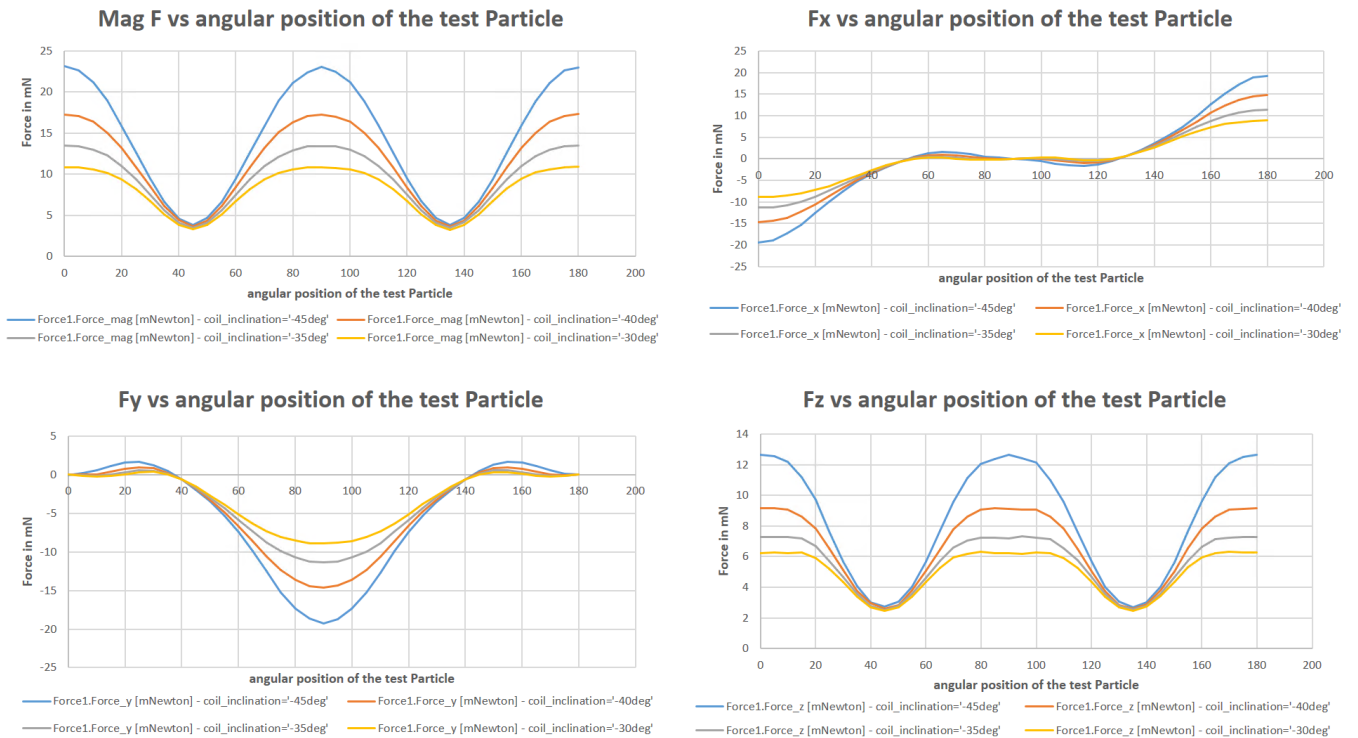 Mag F vs angular position of the test Particle
25
20
15
10
5
0
0 20 40 60 80 100 120 140 160 180 200
Force in mN
angular position of the test Particle
Force1.Force_mag [mNewton] - coil_inclination='-45deg' Force1.Force_mag [mNewton] - coil_inclination='-40deg'
Force1.Force_mag [mNewton] - coil_inclination='-35deg' Force1.Force_mag [mNewton] - coil_inclination='-30deg'
Fx vs angular position of the test Particle
25
20
15
10
5
0
-5
-10
-15
-20
-25
0 20 40 60 80 100 120 140 160 180 200
Force in mN
angular position of the test Particle
Force1.Force_x [mNewton] - coil_inclination='-45deg' Force1.Force_x [mNewton] - coil_inclination='-40deg'
Force1.Force_x [mNewton] - coil_inclination='-35deg' Force1.Force_x [mNewton] - coil_inclination='-30deg'
Fy vs angular position of the test Particle
5
0
-5
-10
-15
-20
-25
0 20 40 60 80 100 120 140 160 180 200
Force in mN
angular position of the test Particle
Force1.Force_y [mNewton] - coil_inclination='-45deg' Force1.Force_y [mNewton] - coil_inclination='-40deg'
Force1.Force_y [mNewton] - coil_inclination='-35deg' Force1.Force_y [mNewton] - coil_inclination='-30deg'
Fz vs angular position of the test Particle
14
12
10
8
6
4
2
0
0 20 40 60 80 100 120 140 160 180 200
Force in mN
angular position of the test Particle
Force1.Force_z [mNewton] - coil_inclination='-45deg' Force1.Force_z [mNewton] - coil_inclination='-40deg'
Force1.Force_z [mNewton] - coil_inclination='-35deg' Force1.Force_z [mNewton] - coil_inclination='-30deg'